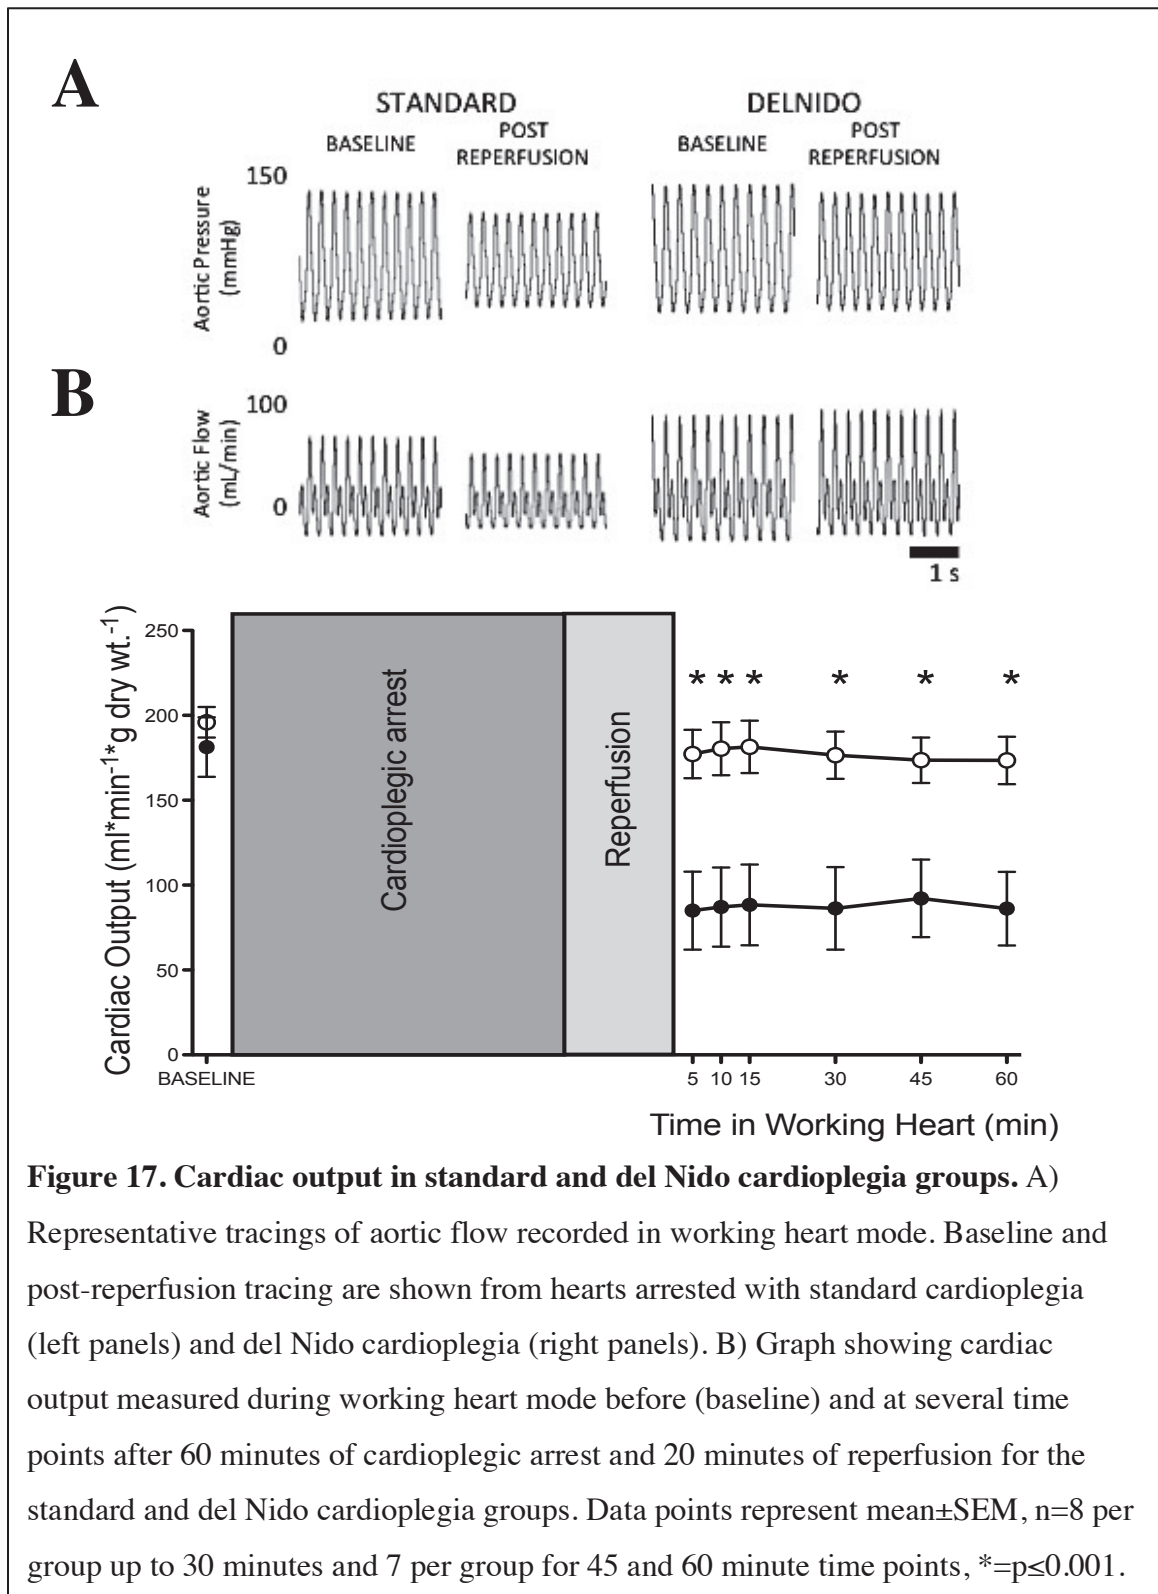 A
STANDARD DELNIDO
BASELINE POST REPERFUSION BASELINE POST REPERFUSION
150
Aortic Pressure (mmHg)
0
B
100
Aortic Flow (mL/min)
0
1 s
Cardiac Output (ml*min-1*g dry wt.-1)
250
200
150
100
50
0
Cardioplegic arrest
Reperfusion
* * * * * *
BASELINE 5 10 15 30 45 60
Time in Working Heart (min)
Figure 17. Cardiac output in standard and del Nido cardioplegia groups. A)
Representative tracings of aortic flow recorded in working heart mode. Baseline and
post-reperfusion tracing are shown from hearts arrested with standard cardioplegia
(left panels) and del Nido cardioplegia (right panels). B) Graph showing cardiac
output measured during working heart mode before (baseline) and at several time
points after 60 minutes of cardioplegic arrest and 20 minutes of reperfusion for the
standard and del Nido cardioplegia groups. Data points represent mean±SEM, n=8 per
group up to 30 minutes and 7 per group for 45 and 60 minute time points, *=p≤0.001.